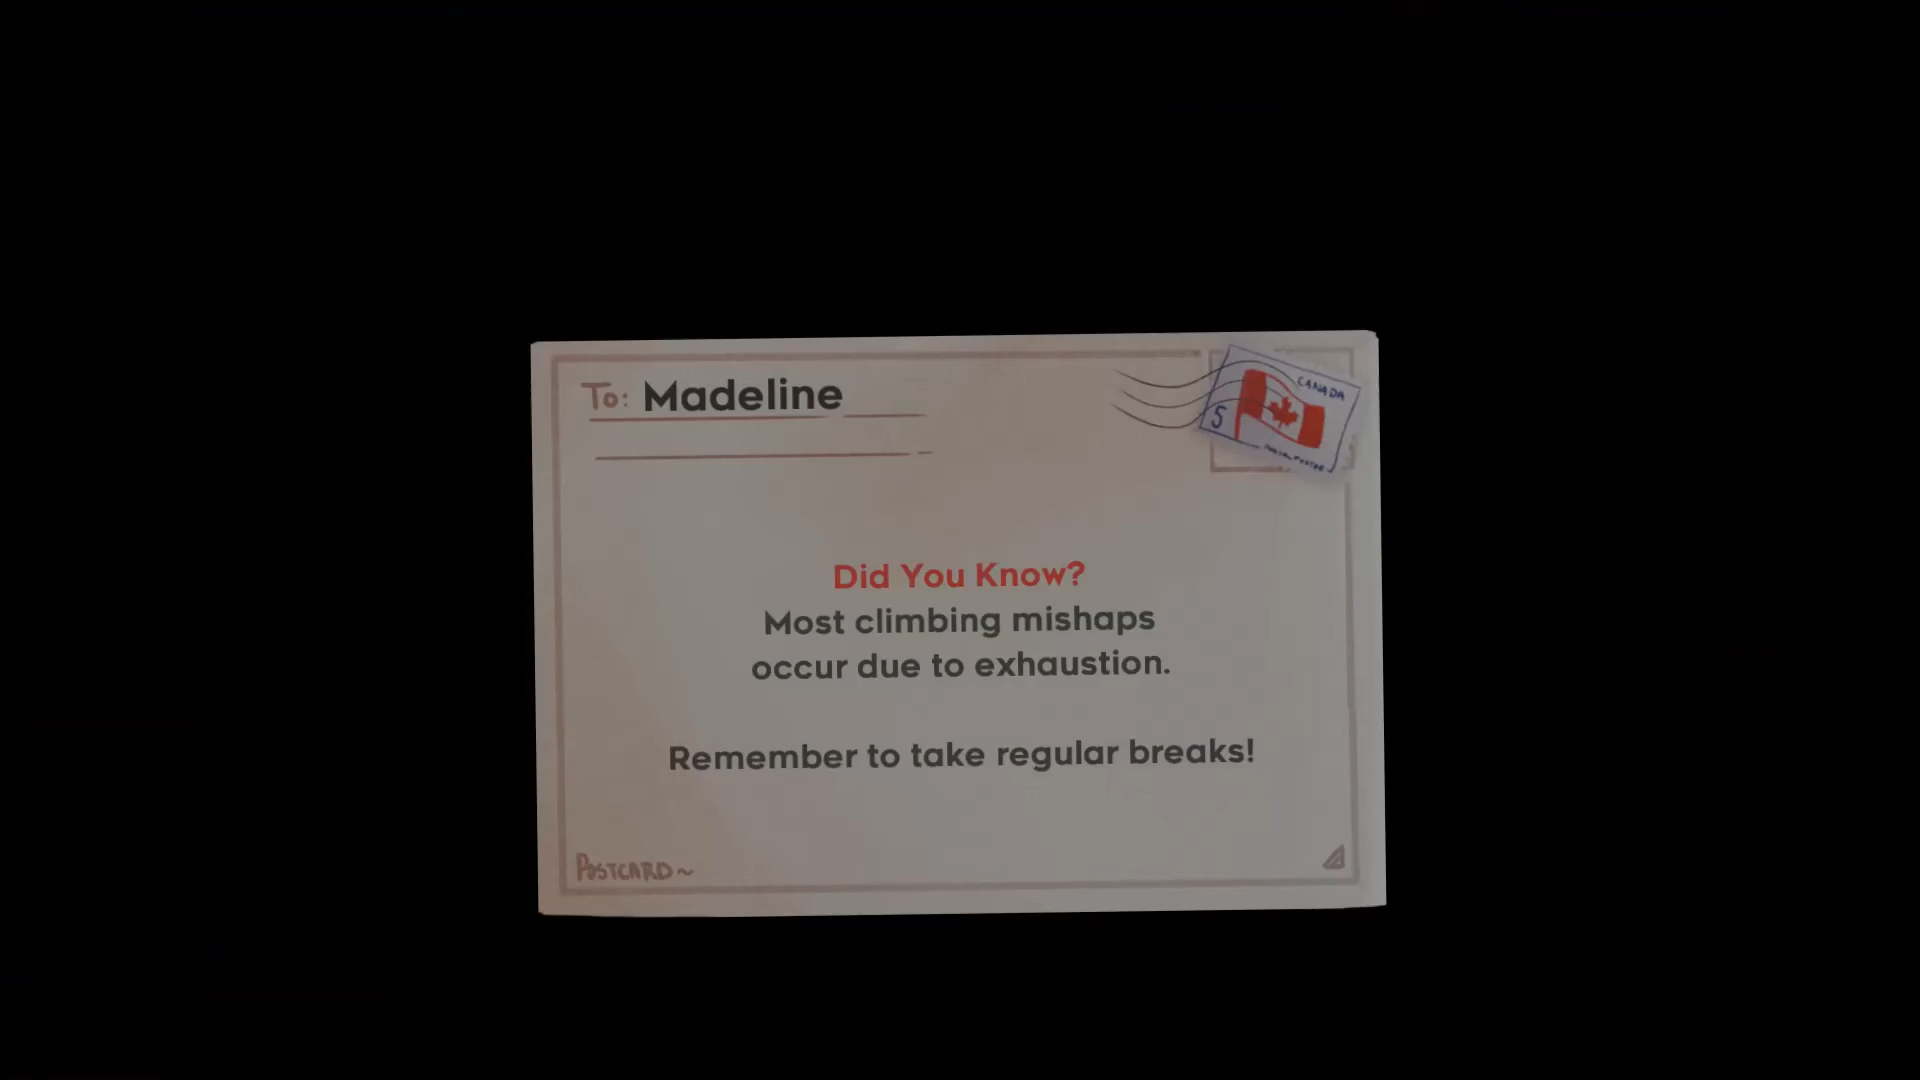 To: Madeline
CANADA
5
Did You Know?
Most climbing mishaps
occur due to exhaustion.
Remember to take regular breaks!
POSTCARD~